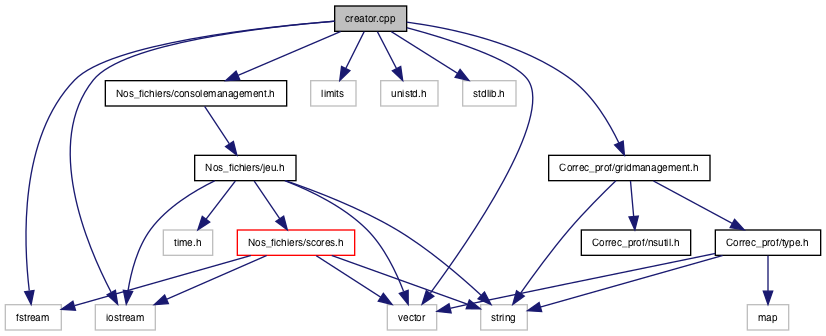 creator.cpp
Nos_fichiers/consolemanagement.h
limits
unistd.h
stdlib.h
Nos_fichiers/jeu.h
Correc_prof/gridmanagement.h
time.h
Nos_fichiers/scores.h
Correc_prof/nsutil.h
Correc_prof/type.h
fstream
iostream
vector
string
map